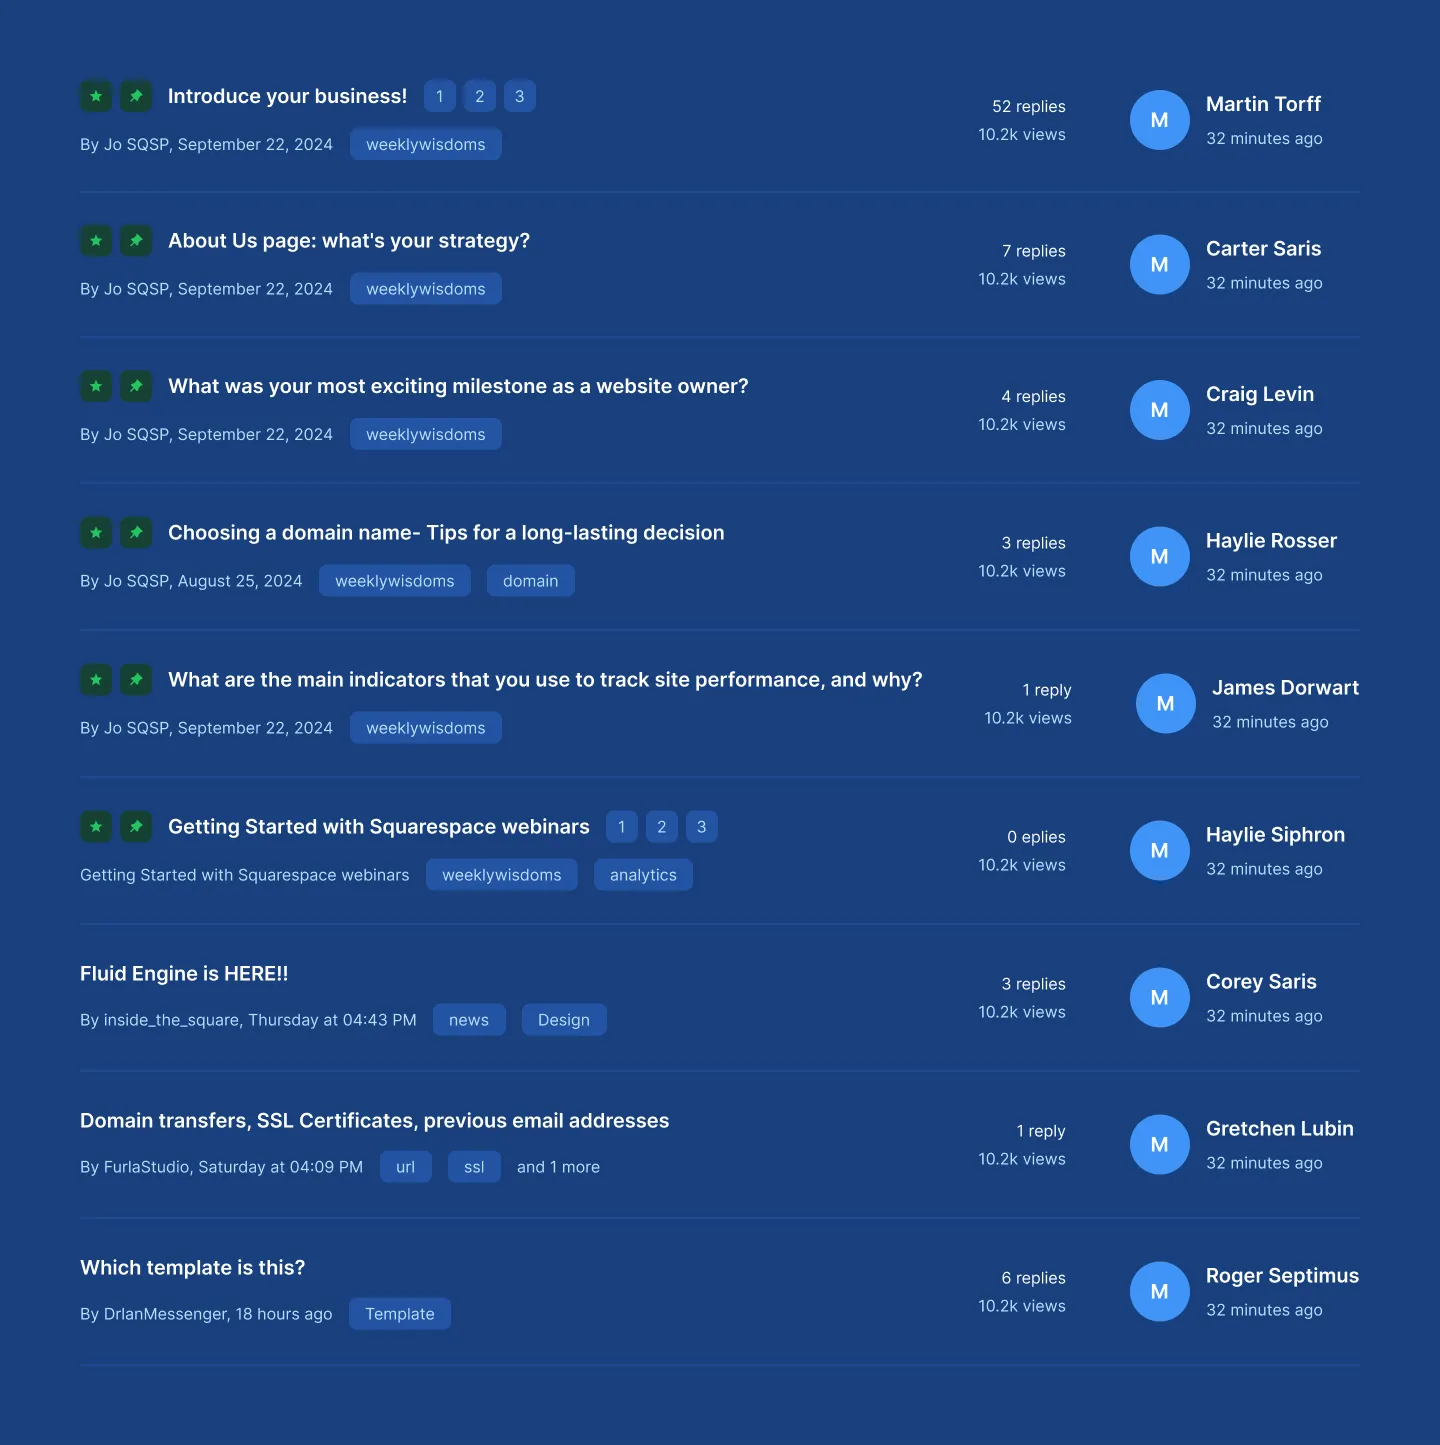 Introduce your business! 1 2 3
By Jo SQSP, September 22, 2024 weeklywisdoms
52 replies
10.2k views
M
Martin Torff
32 minutes ago
About Us page: what's your strategy?
By Jo SQSP, September 22, 2024 weeklywisdoms
7 replies
10.2k views
M
Carter Saris
32 minutes ago
What was your most exciting milestone as a website owner?
By Jo SQSP, September 22, 2024 weeklywisdoms
4 replies
10.2k views
M
Craig Levin
32 minutes ago
Choosing a domain name- Tips for a long-lasting decision
By Jo SQSP, August 25, 2024 weeklywisdoms domain
3 replies
10.2k views
M
Haylie Rosser
32 minutes ago
What are the main indicators that you use to track site performance, and why?
By Jo SQSP, September 22, 2024 weeklywisdoms
1 reply
10.2k views
M
James Dorwart
32 minutes ago
Getting Started with Squarespace webinars 1 2 3
Getting Started with Squarespace webinars weeklywisdoms analytics
0 eplies
10.2k views
M
Haylie Siphron
32 minutes ago
Fluid Engine is HERE!!
By inside_the_square, Thursday at 04:43 PM news Design
3 replies
10.2k views
M
Corey Saris
32 minutes ago
Domain transfers, SSL Certificates, previous email addresses
By FurlaStudio, Saturday at 04:09 PM url ssl and 1 more
1 reply
10.2k views
M
Gretchen Lubin
32 minutes ago
Which template is this?
By DrIanMessenger, 18 hours ago Template
6 replies
10.2k views
M
Roger Septimus
32 minutes ago